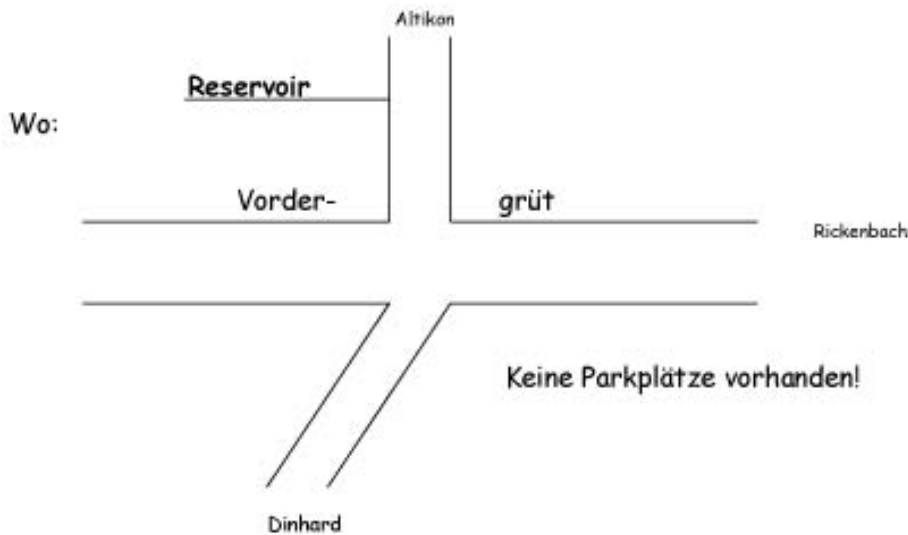 Altikon
Reservoir
Wo:
Vorder- grüt
Rickenbach
Keine Parkplätze vorhanden!
Dinhard